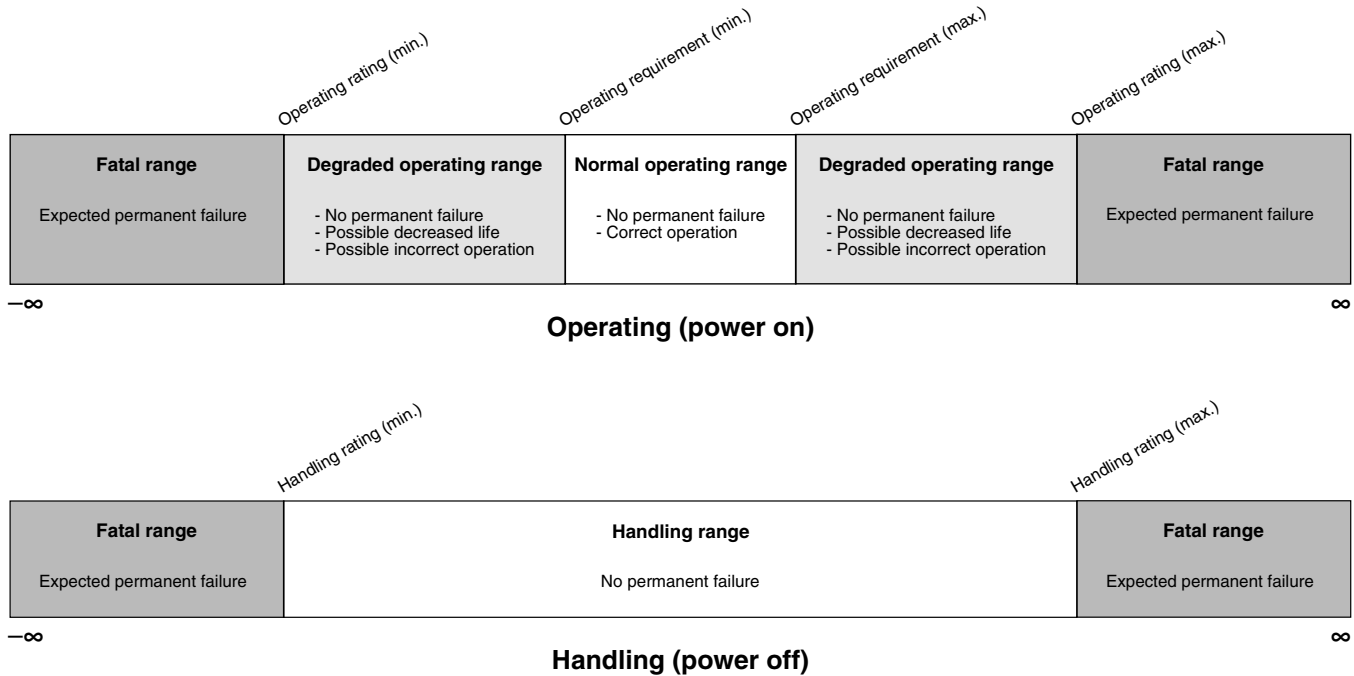 Operating rating (min.)
Operating requirement (min.)
Operating requirement (max.)
Operating rating (max.)
Fatal range
Expected permanent failure
Degraded operating range
- No permanent failure
- Possible decreased life
- Possible incorrect operation
Normal operating range
- No permanent failure
- Correct operation
Degraded operating range
- No permanent failure
- Possible decreased life
- Possible incorrect operation
Fatal range
Expected permanent failure
–∞
∞
Operating (power on)
Handling rating (min.)
Handling rating (max.)
Fatal range
Expected permanent failure
Handling range
No permanent failure
Fatal range
Expected permanent failure
–∞
∞
Handling (power off)